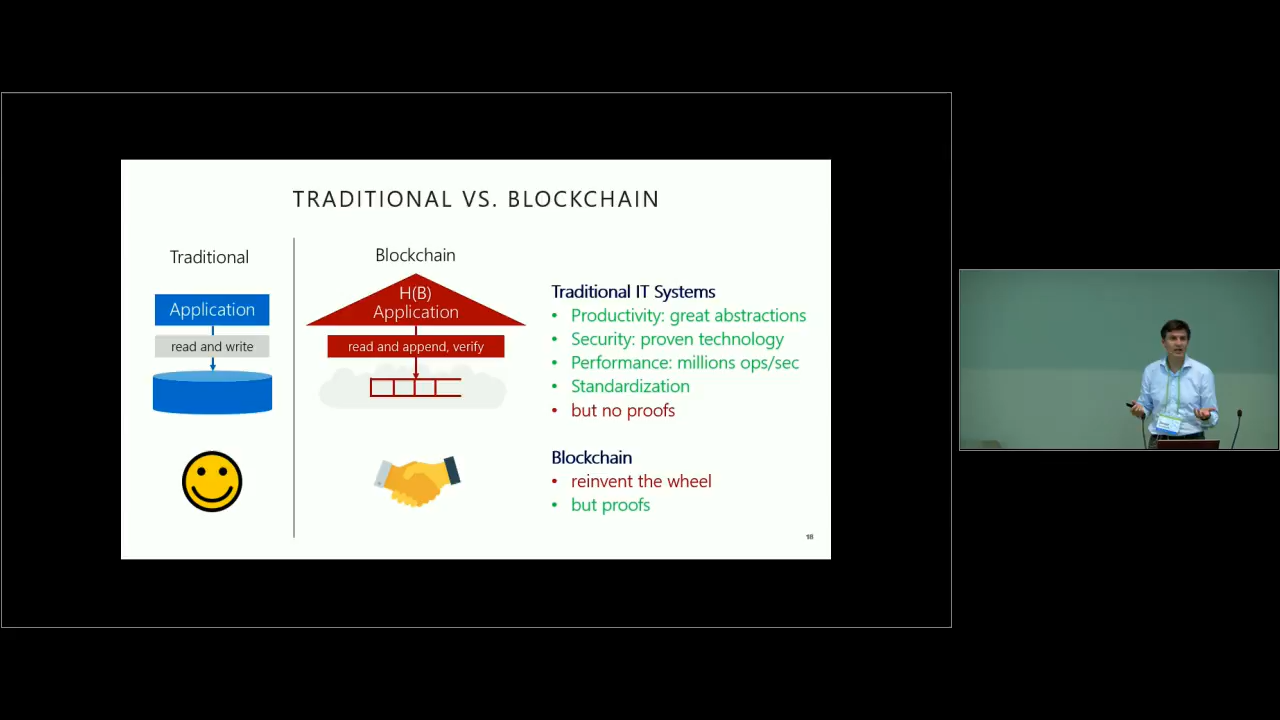 TRADITIONAL VS. BLOCKCHAIN
Traditional
Application
read and write
Blockchain
H(B)
Application
read and append, verify
Traditional IT Systems
• Productivity: great abstractions
• Security: proven technology
• Performance: millions ops/sec
• Standardization
• but no proofs
Blockchain
• reinvent the wheel
• but proofs
18